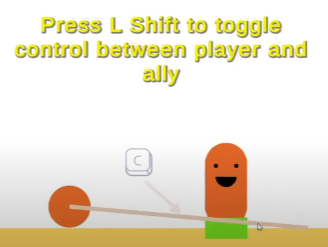 Press L Shift to toggle
control between player and
ally
C